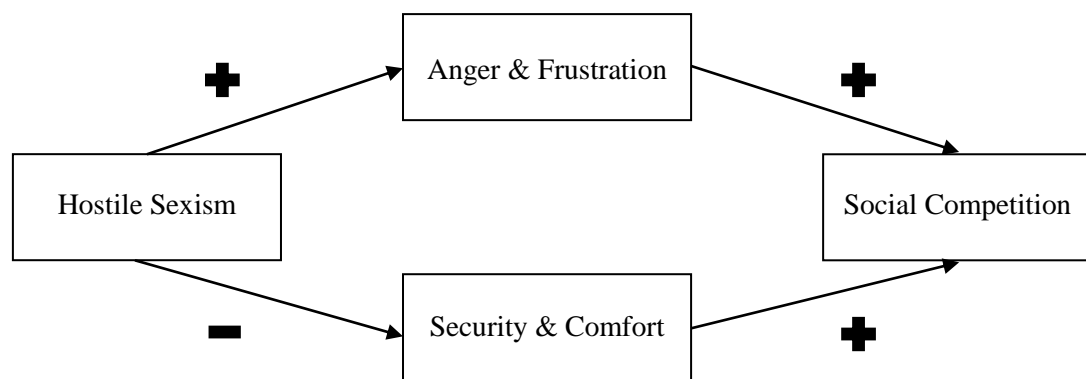 Anger & Frustration
+
+
Hostile Sexism
Social Competition
-
Security & Comfort
+